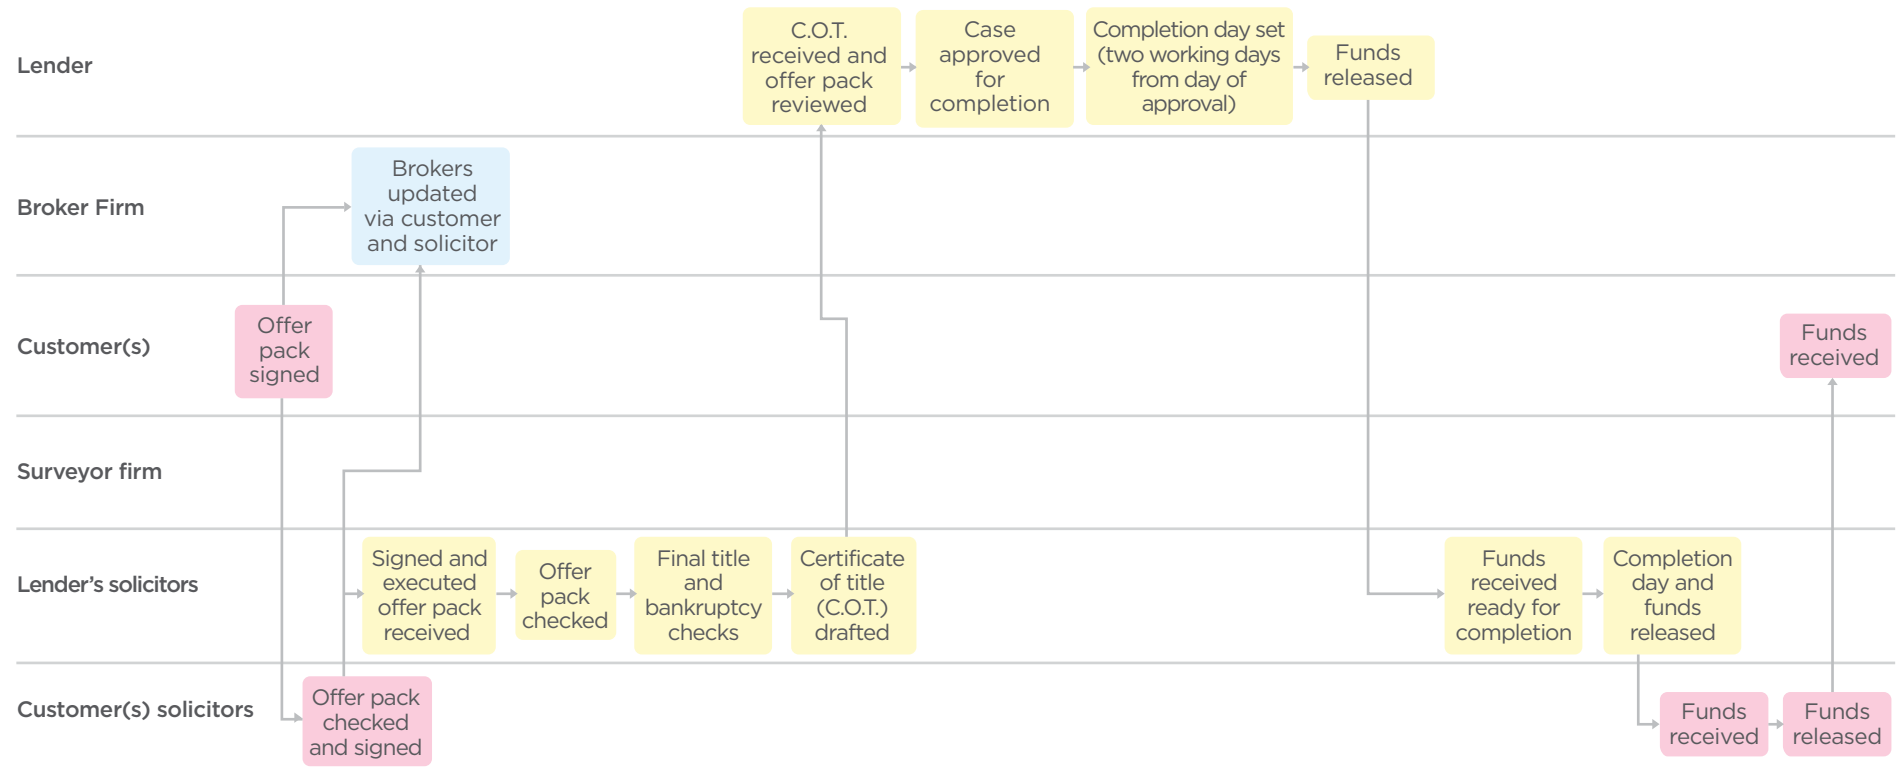 Lender
C.O.T.
received and
offer pack
reviewed
Case
approved
for
completion
Completion day set
(two working days
from day of
approval)
Funds
released
Broker Firm
Brokers
updated
via customer
and solicitor
Customer(s)
Offer
pack
signed
Funds
received
Surveyor firm
Lender's solicitors
Signed and
executed
offer pack
received
Offer
pack
checked
Final title
and
bankruptcy
checks
Certificate
of title
(C.O.T.)
drafted
Funds
received
ready for
completion
Completion
day and
funds
released
Customer(s) solicitors
Offer pack
checked
and signed
Funds
received
Funds
released